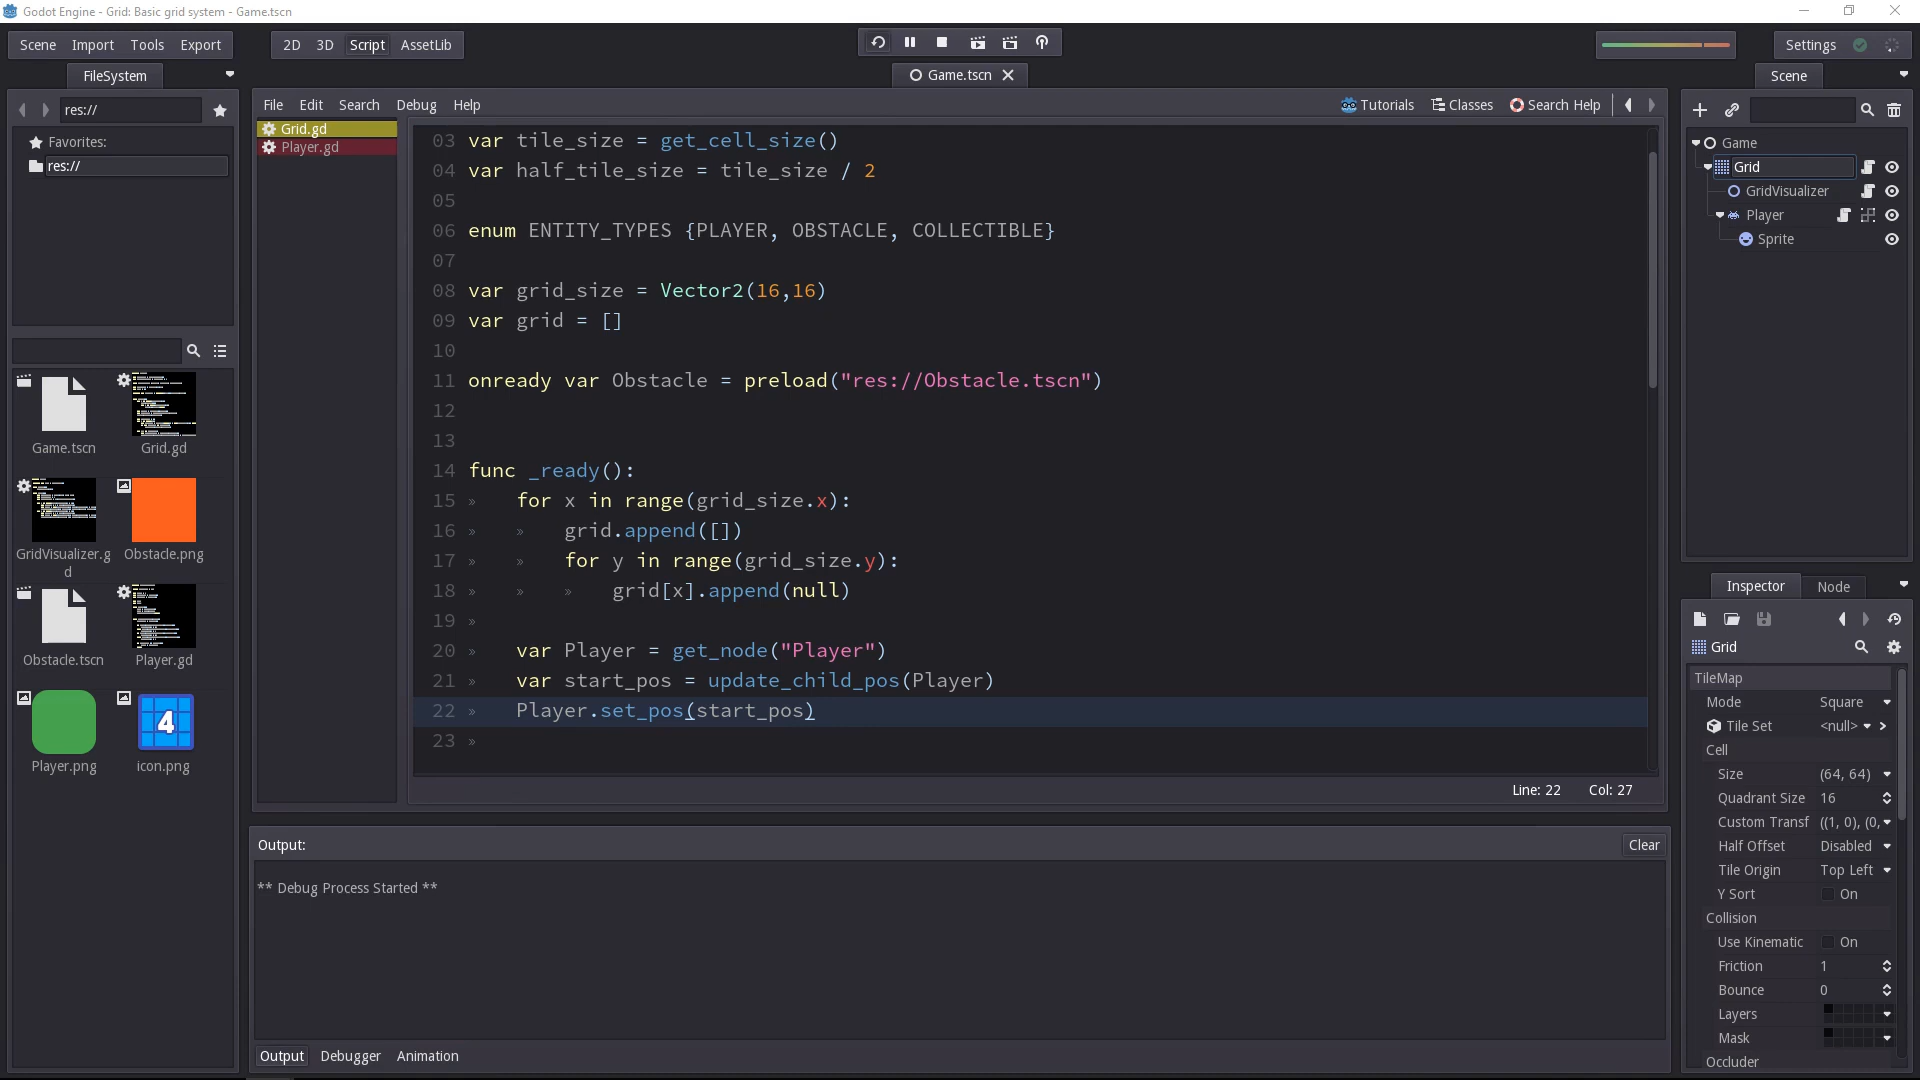 Godot Engine - Grid: Basic grid system - Game.tscn
Scene Import Tools Export
2D 3D Script AssetLib
Settings
FileSystem
Game.tscn
Scene
res://
Favorites:
res://
Game.tscn
Grid.gd
GridVisualizer.g
d
Obstacle.png
Obstacle.tscn
Player.gd
Player.png
4
icon.png
File Edit Search Debug Help
Tutorials Classes Search Help
Grid.gd
Player.gd
03 var tile_size = get_cell_size()
04 var half_tile_size = tile_size / 2
05
06 enum ENTITY_TYPES {PLAYER, OBSTACLE, COLLECTIBLE}
07
08 var grid_size = Vector2(16,16)
09 var grid = []
10
11 onready var Obstacle = preload("res://Obstacle.tscn")
12
13
14 func _ready():
15 » for x in range(grid_size.x):
16 » » grid.append([])
17 » » for y in range(grid_size.y):
18 » » » grid[x].append(null)
19 »
20 » var Player = get_node("Player")
21 » var start_pos = update_child_pos(Player)
22 » Player.set_pos(start_pos)
23 »
Line: 22 Col: 27
Output:
Clear
** Debug Process Started **
Output Debugger Animation
Game
Grid
GridVisualizer
Player
Sprite
Inspector Node
Grid
TileMap
Mode Square
Tile Set <null>
Cell
Size (64, 64)
Quadrant Size 16
Custom Transf ((1, 0), (0,
Half Offset Disabled
Tile Origin Top Left
Y Sort On
Collision
Use Kinematic On
Friction 1
Bounce 0
Layers
Mask
Occluder